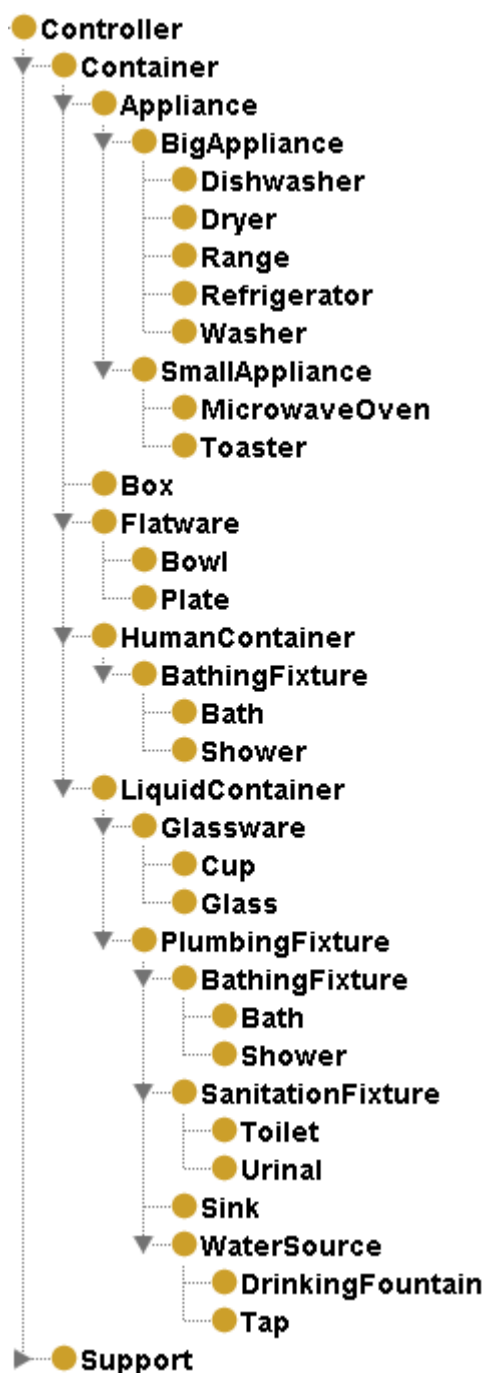 Controller
Container
Appliance
BigAppliance
Dishwasher
Dryer
Range
Refrigerator
Washer
SmallAppliance
MicrowaveOven
Toaster
Box
Flatware
Bowl
Plate
HumanContainer
BathingFixture
Bath
Shower
LiquidContainer
Glassware
Cup
Glass
PlumbingFixture
BathingFixture
Bath
Shower
SanitationFixture
Toilet
Urinal
Sink
WaterSource
DrinkingFountain
Tap
Support